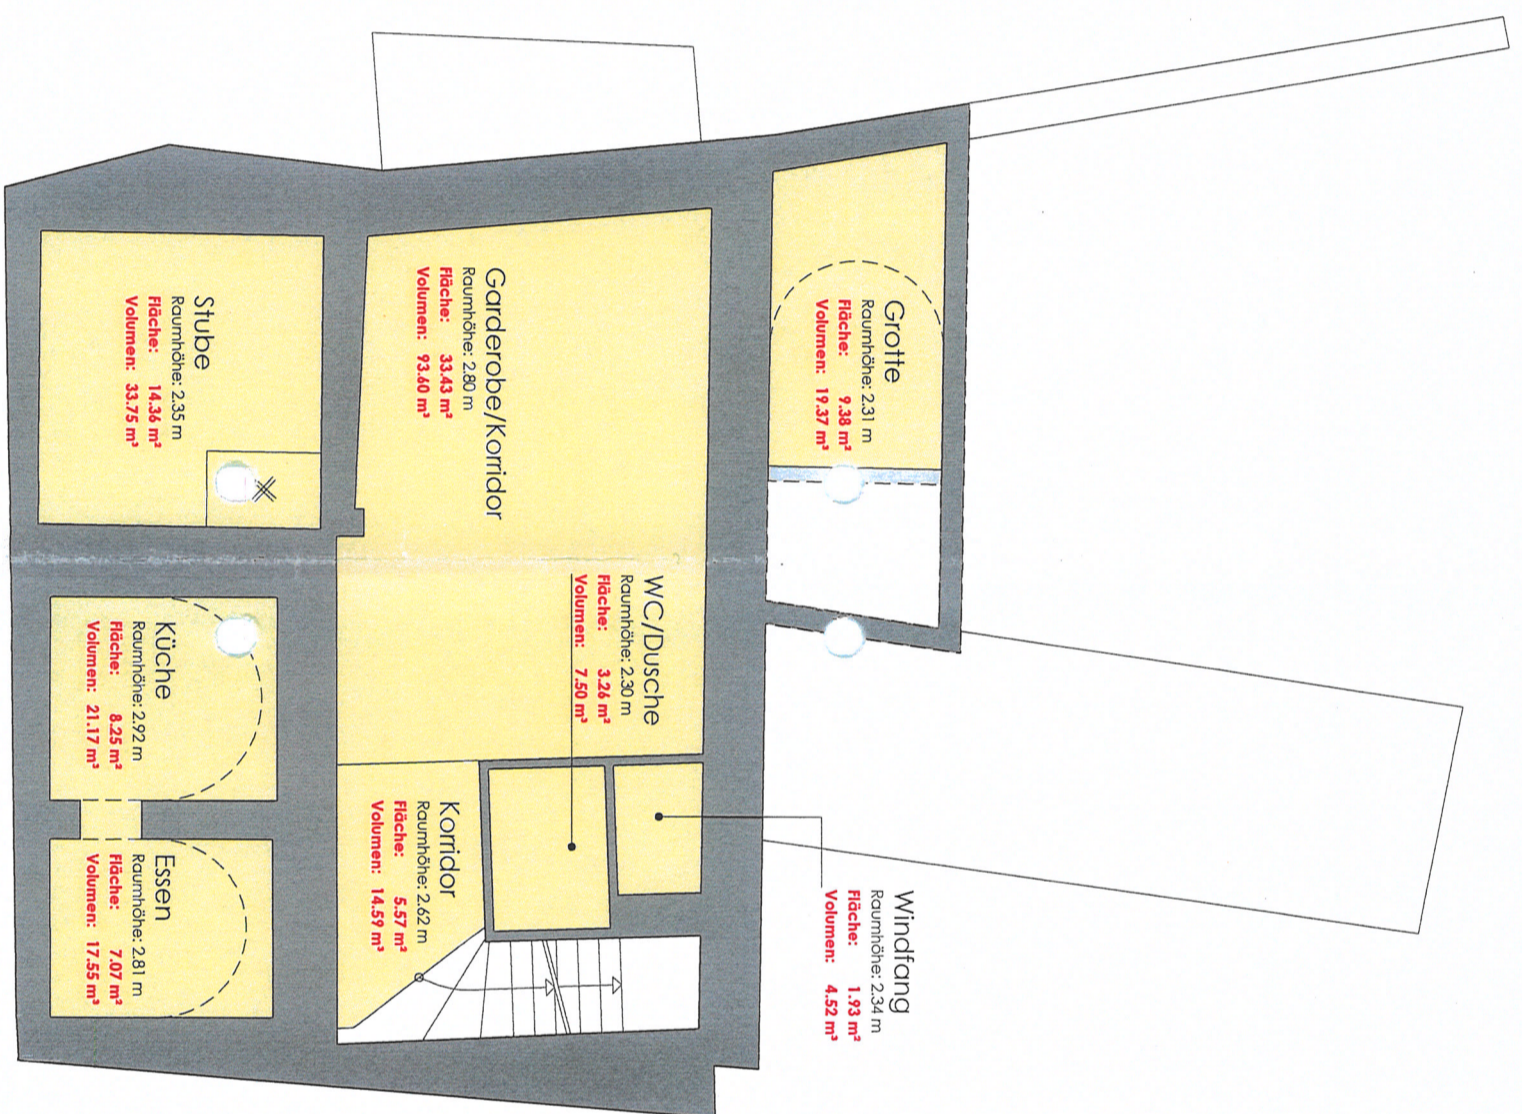 Grotte
Raumhöhe: 2.31 m
Fläche: 9.38 m²
Volumen: 19.37 m³
Garderobe/Korridor
Raumhöhe: 2.80 m
Fläche: 33.43 m²
Volumen: 93.60 m³
Stube
Raumhöhe: 2.35 m
Fläche: 14.36 m²
Volumen: 33.75 m³
WC/Dusche
Raumhöhe: 2.30 m
Fläche: 3.26 m²
Volumen: 7.50 m³
Küche
Raumhöhe: 2.92 m
Fläche: 8.25 m²
Volumen: 21.17 m³
Windfang
Raumhöhe: 2.34 m
Fläche: 1.93 m²
Volumen: 4.52 m³
Korridor
Raumhöhe: 2.62 m
Fläche: 5.57 m²
Volumen: 14.59 m³
Essen
Raumhöhe: 2.81 m
Fläche: 7.07 m²
Volumen: 17.55 m³